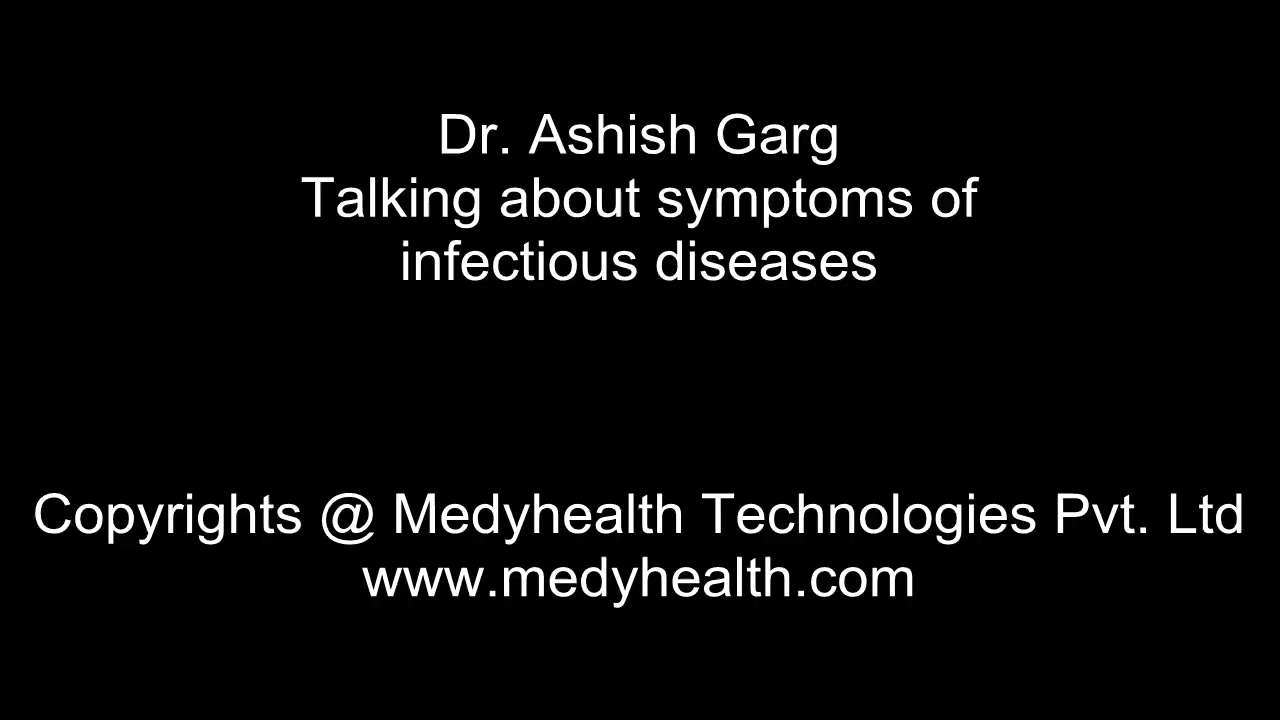 Dr. Ashish Garg
Talking about symptoms of
infectious diseases
Copyrights @ Medyhealth Technologies Pvt. Ltd
www.medyhealth.com